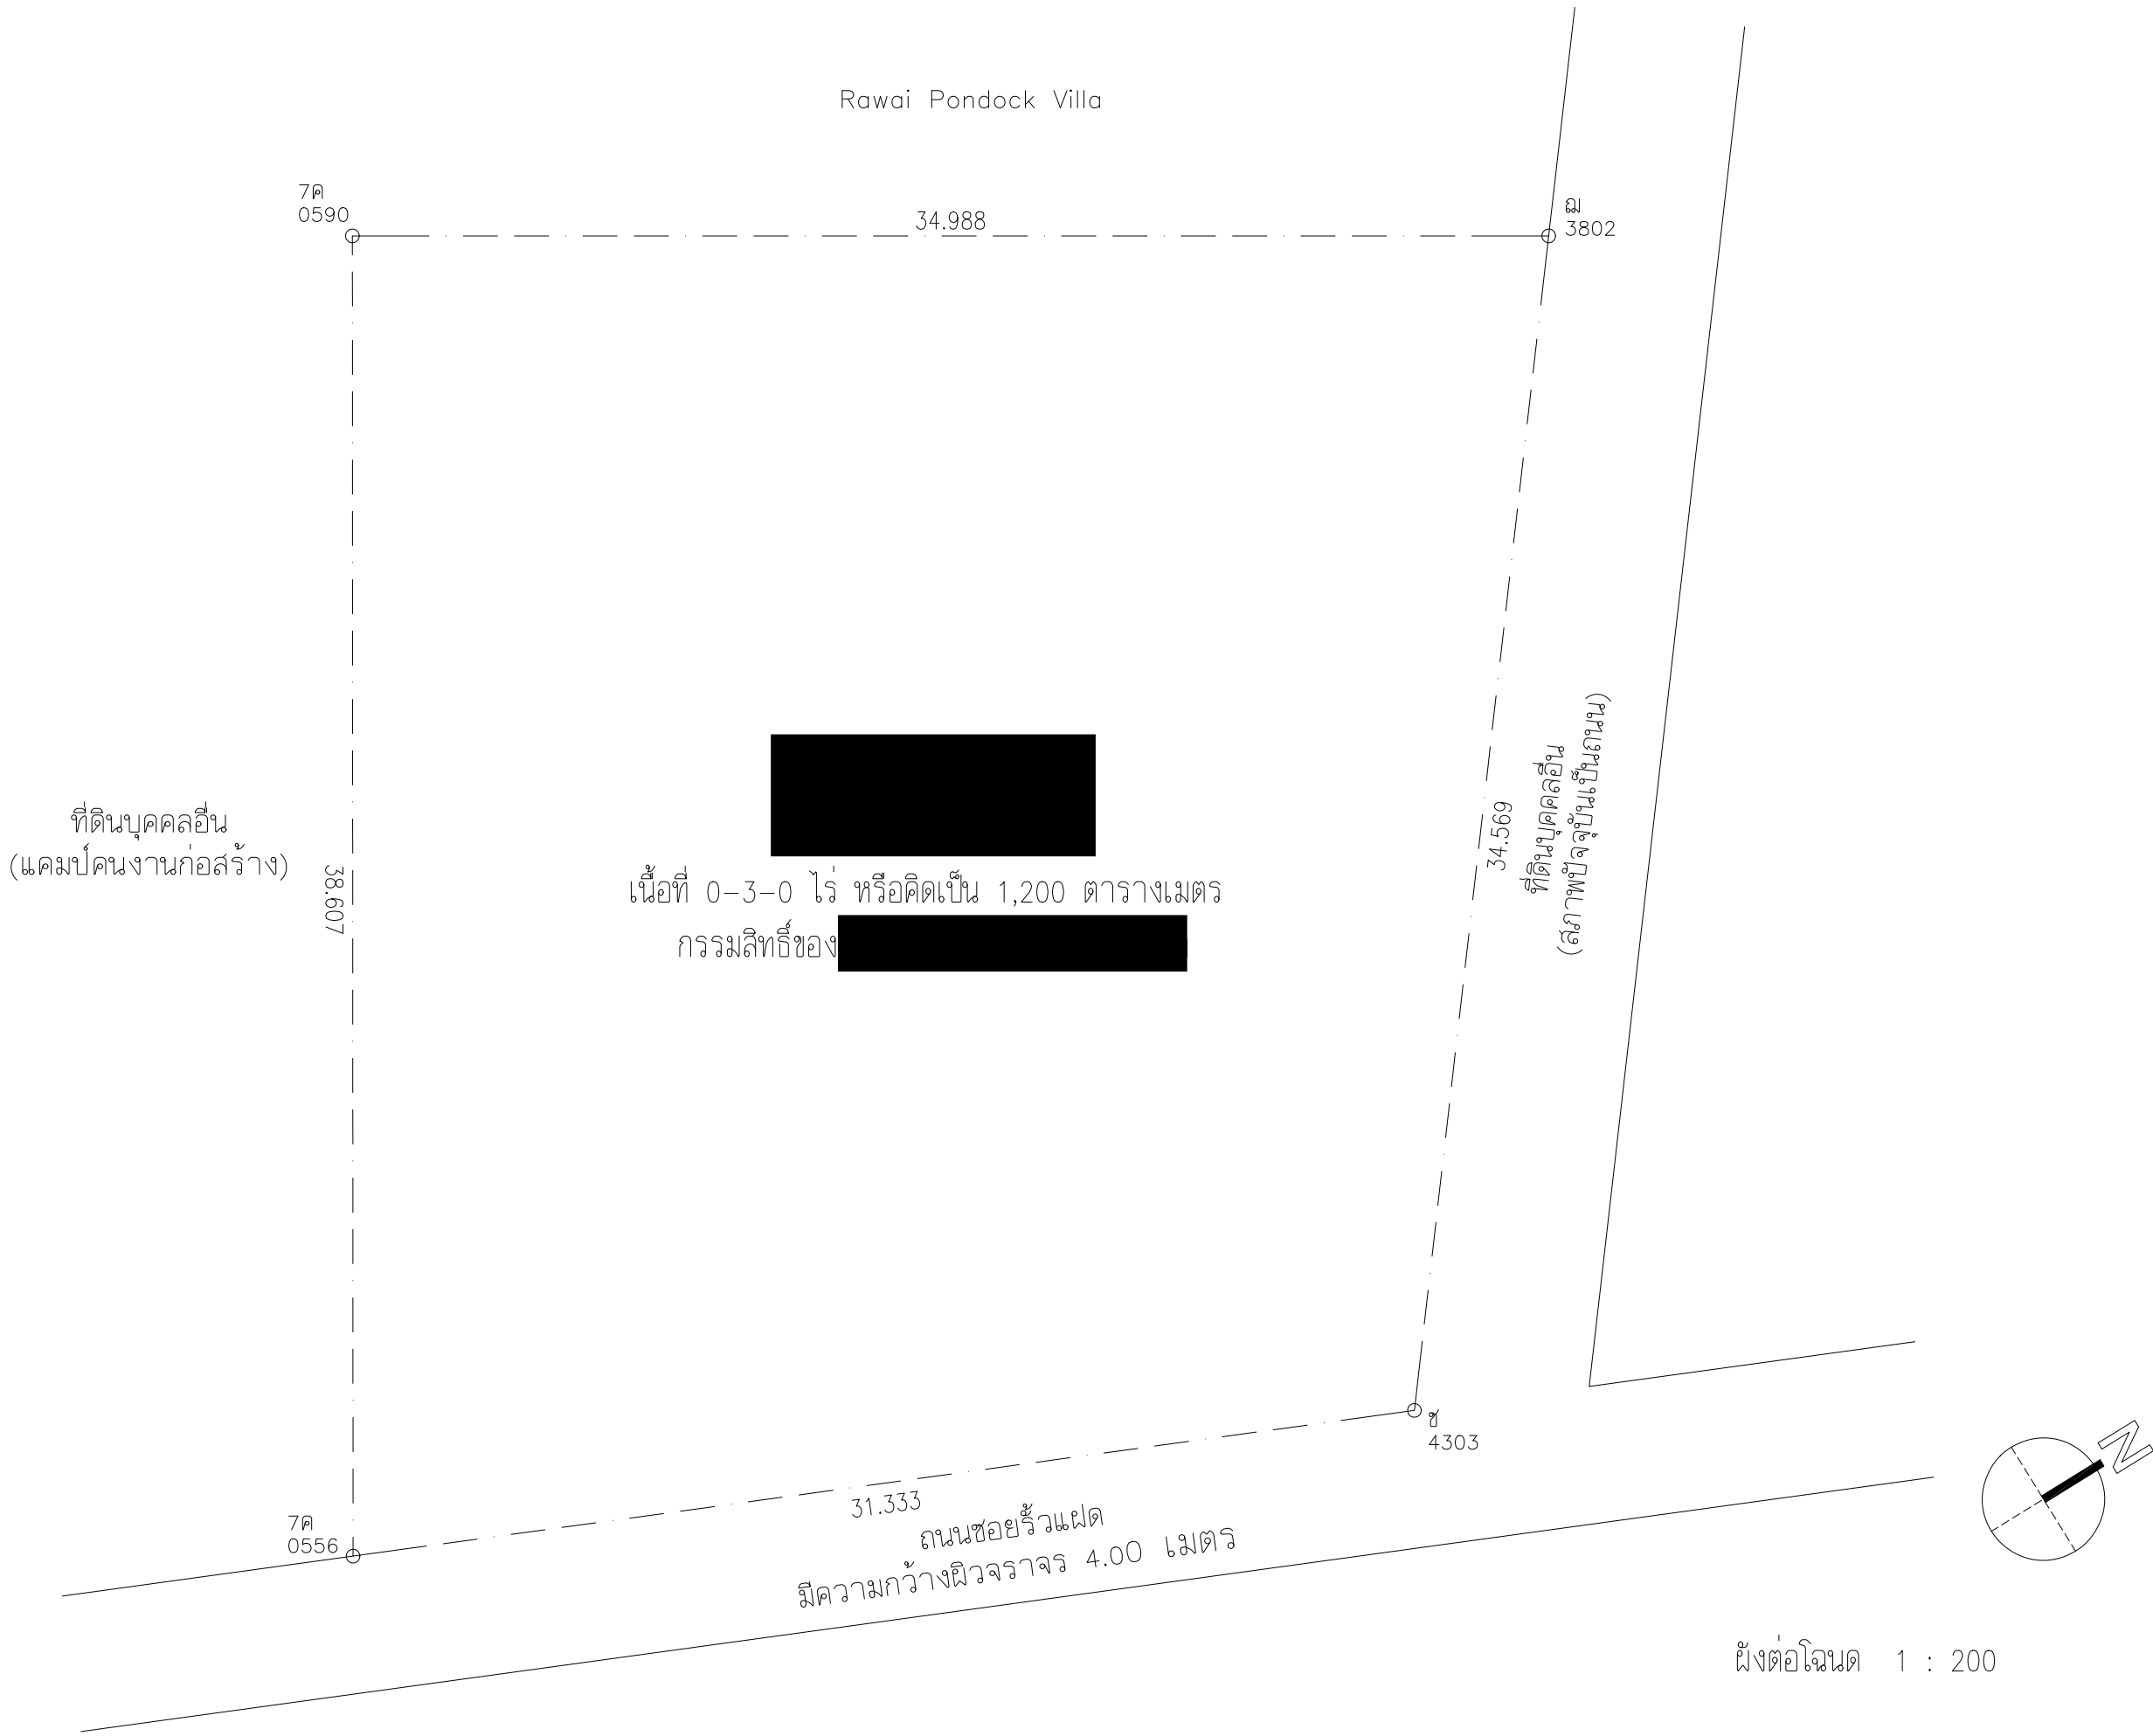 Rawai Pondock Villa
7ค
0590
34.988
ฌ
3802
ที่ดินบุคคลอื่น
(แคมป์คนงานก่อสร้าง)
38.607
เนื้อที่ 0-3-0 ไร่ หรือคิดเป็น 1,200 ตารางเมตร
กรรมสิทธิ์ของ
34.569
ที่ดินบุคคลอื่น
(สภาพปัจจุบันเป็นถนน)
ช
4303
7ค
0556
31.333
ถนนซอยรั้วแฝด
มีความกว้างผิวจราจร 4.00 เมตร
N
ผังต่อโฉนด 1 : 200